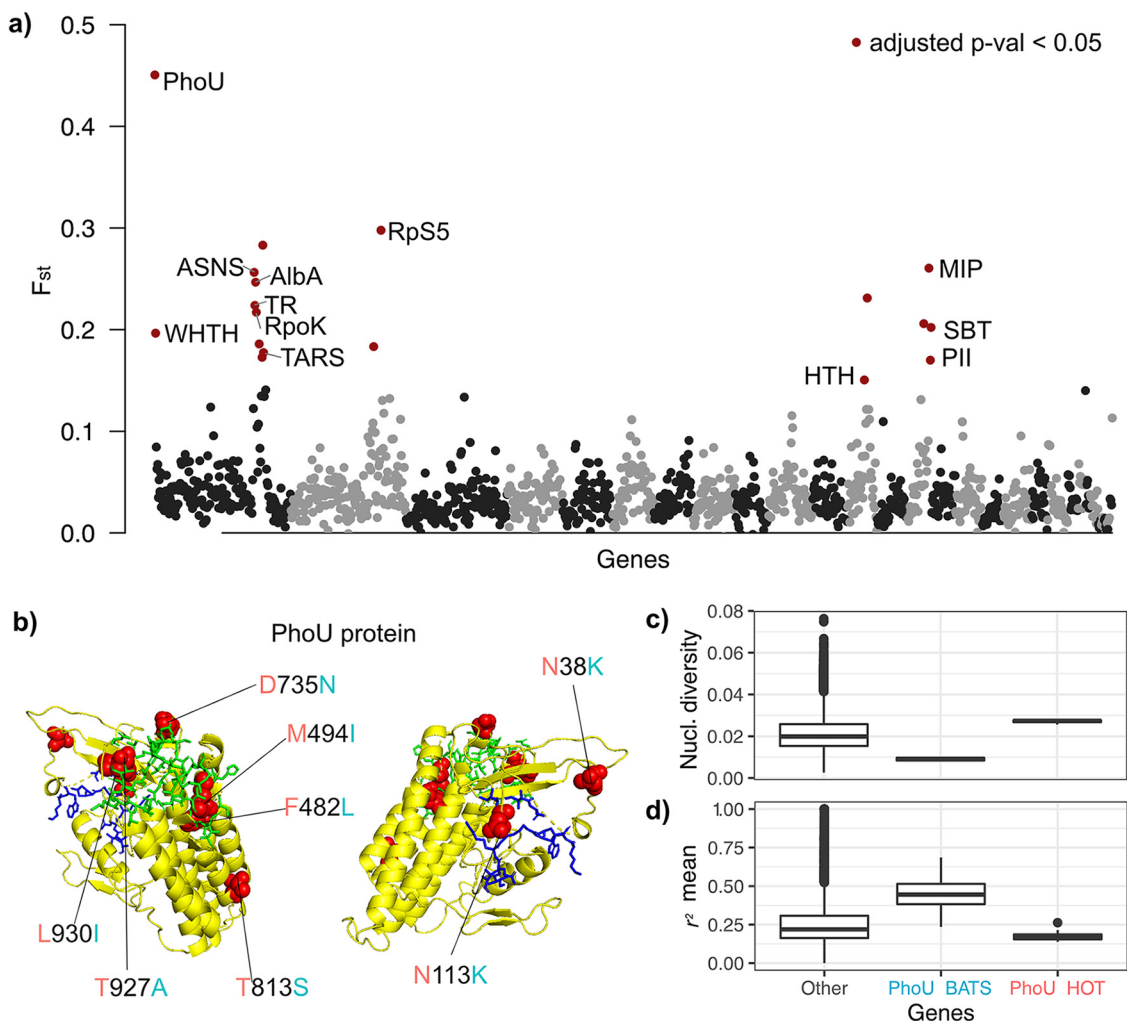 a)
0.5
0.4
0.3
0.2
0.1
0.0
Fst
adjusted p-val < 0.05
PhoU
RpS5
ASNS
AlbA
MIP
TR
RpoK
WHTH
SBT
TARS
PII
HTH
Genes
b)
PhoU protein
D735N
M494I
F482L
L930I
T927A
T813S
N38K
N113K
c)
Nucl. diversity
0.08
0.06
0.04
0.02
0.00
d)
r² mean
1.00
0.75
0.50
0.25
0.00
Other
PhoU BATS
PhoU HOT
Genes